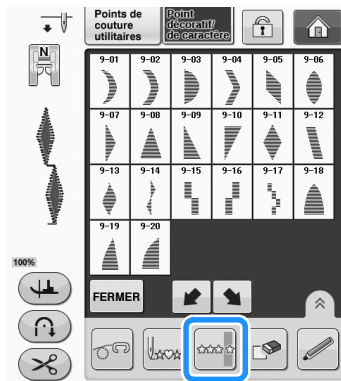 Points de
couture
utilitaires
Point
décoratif/
de caractère
N
9-01 9-02 9-03 9-04 9-05 9-06
9-07 9-08 9-09 9-10 9-11 9-12
9-13 9-14 9-15 9-16 9-17 9-18
9-19 9-20
100%
FERMER